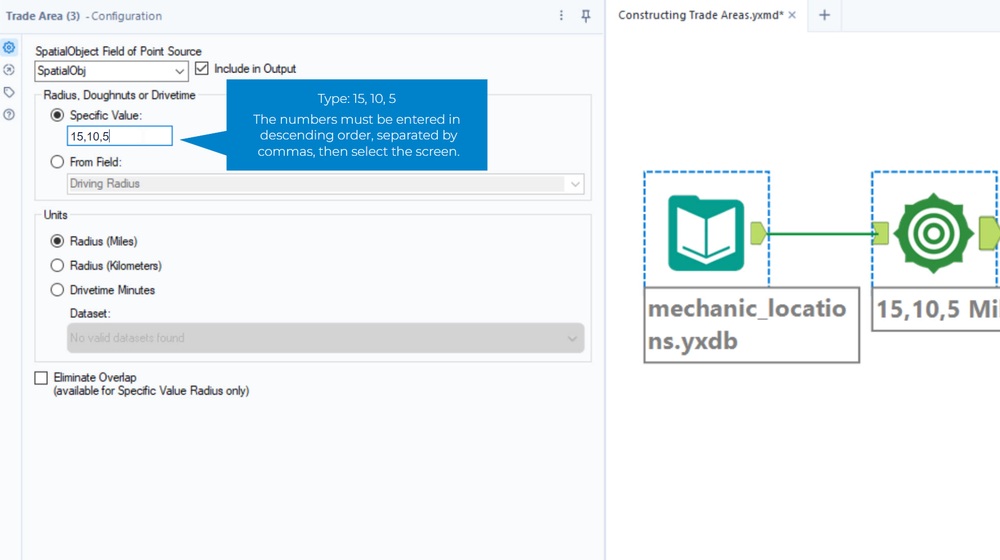 Trade Area (3) - Configuration
Constructing Trade Areas.yxmd*
SpatialObject Field of Point Source
SpatialObj
Include in Output
Radius, Doughnuts or Drivetime
Specific Value:
15,10,5
Type: 15, 10, 5
The numbers must be entered in
descending order, separated by
commas, then select the screen.
From Field:
Driving Radius
Units
Radius (Miles)
Radius (Kilometers)
Drivetime Minutes
Dataset:
No valid datasets found
Eliminate Overlap
(available for Specific Value Radius only)
mechanic_locatio
ns.yxdb
15,10,5 Mil